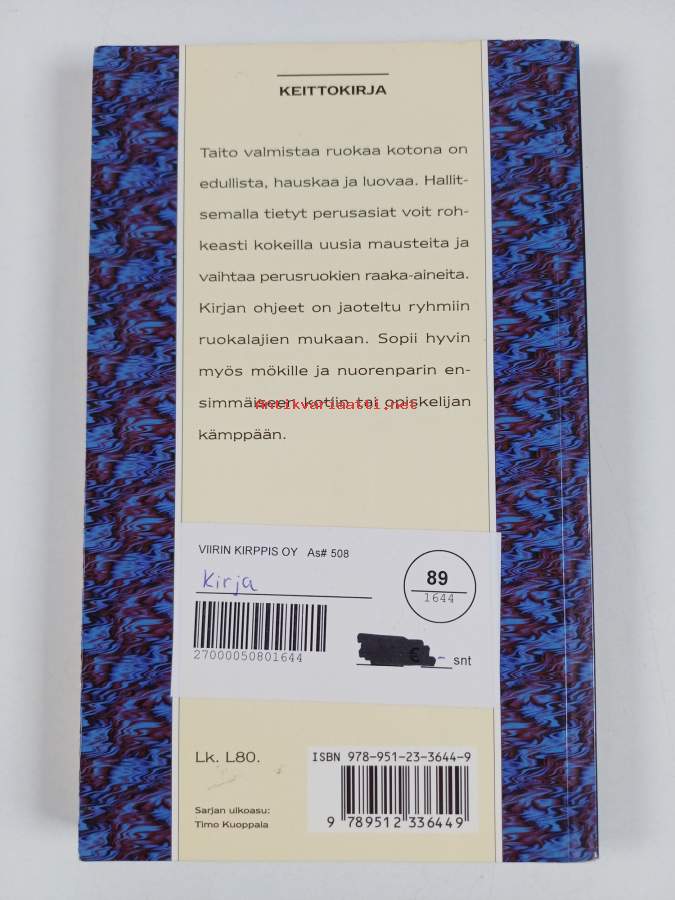 KEITTOKIRJA
Taito valmistaa ruokaa kotona on
edullista, hauskaa ja luovaa. Hallit-
semalla tietyt perusasiat voit roh-
keasti kokeilla uusia mausteita ja
vaihtaa perusruokien raaka-aineita.
Kirjan ohjeet on jaoteltu ryhmiin
ruokalajien mukaan. Sopii hyvin
myös mökille ja nuorenparin en-
simmäiseen kotiin tai opiskelijan
Antikvariaatti.net
kämppään.
VIIRIN KIRPPIS OY As# 508
Kirja
89
1644
27000050801644
€ - snt
Lk. L80.
ISBN 978-951-23-3644-9
9 789512 336449
Sarjan ulkoasu:
Timo Kuoppala